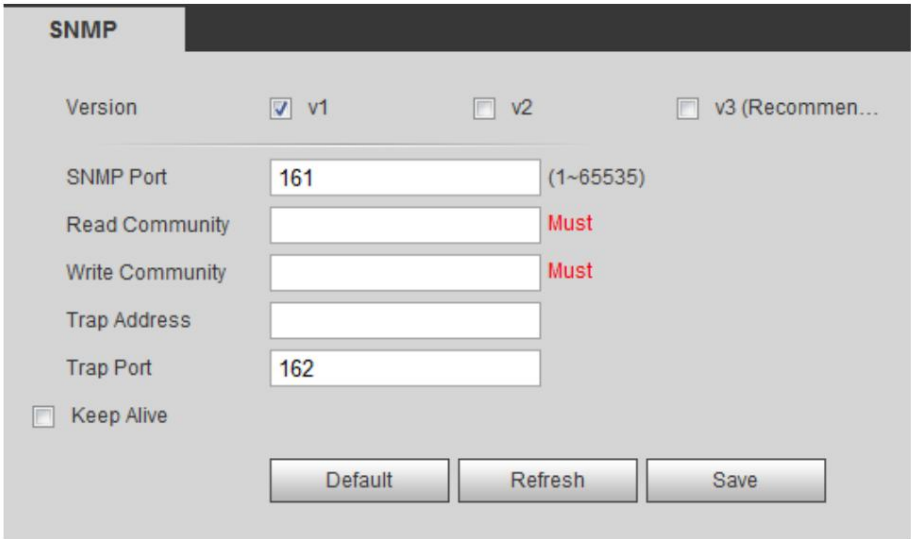 SNMP
Version v1 v2 v3 (Recommen...
SNMP Port 161 (1~65535)
Read Community Must
Write Community Must
Trap Address
Trap Port 162
Keep Alive
Default Refresh Save